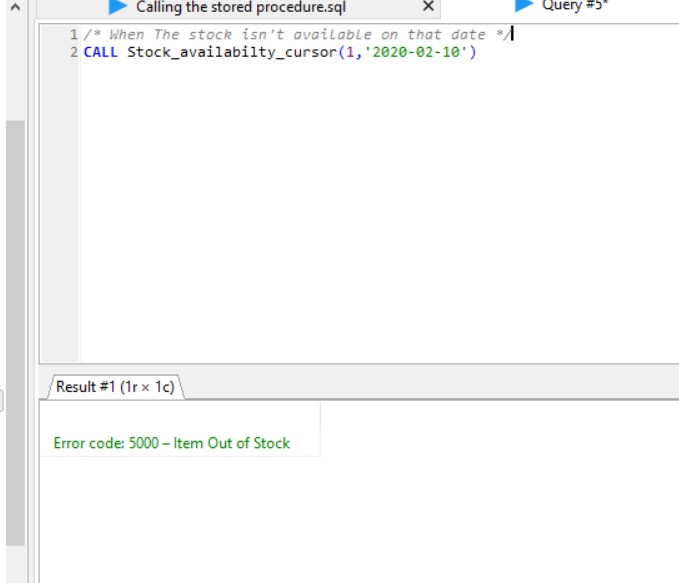 Calling the stored procedure.sql
Query #5*
1 /* When The stock isn't available on that date */
2 CALL Stock_availabilty_cursor(1,'2020-02-10')
Result #1 (1r × 1c)
Error code: 5000 – Item Out of Stock